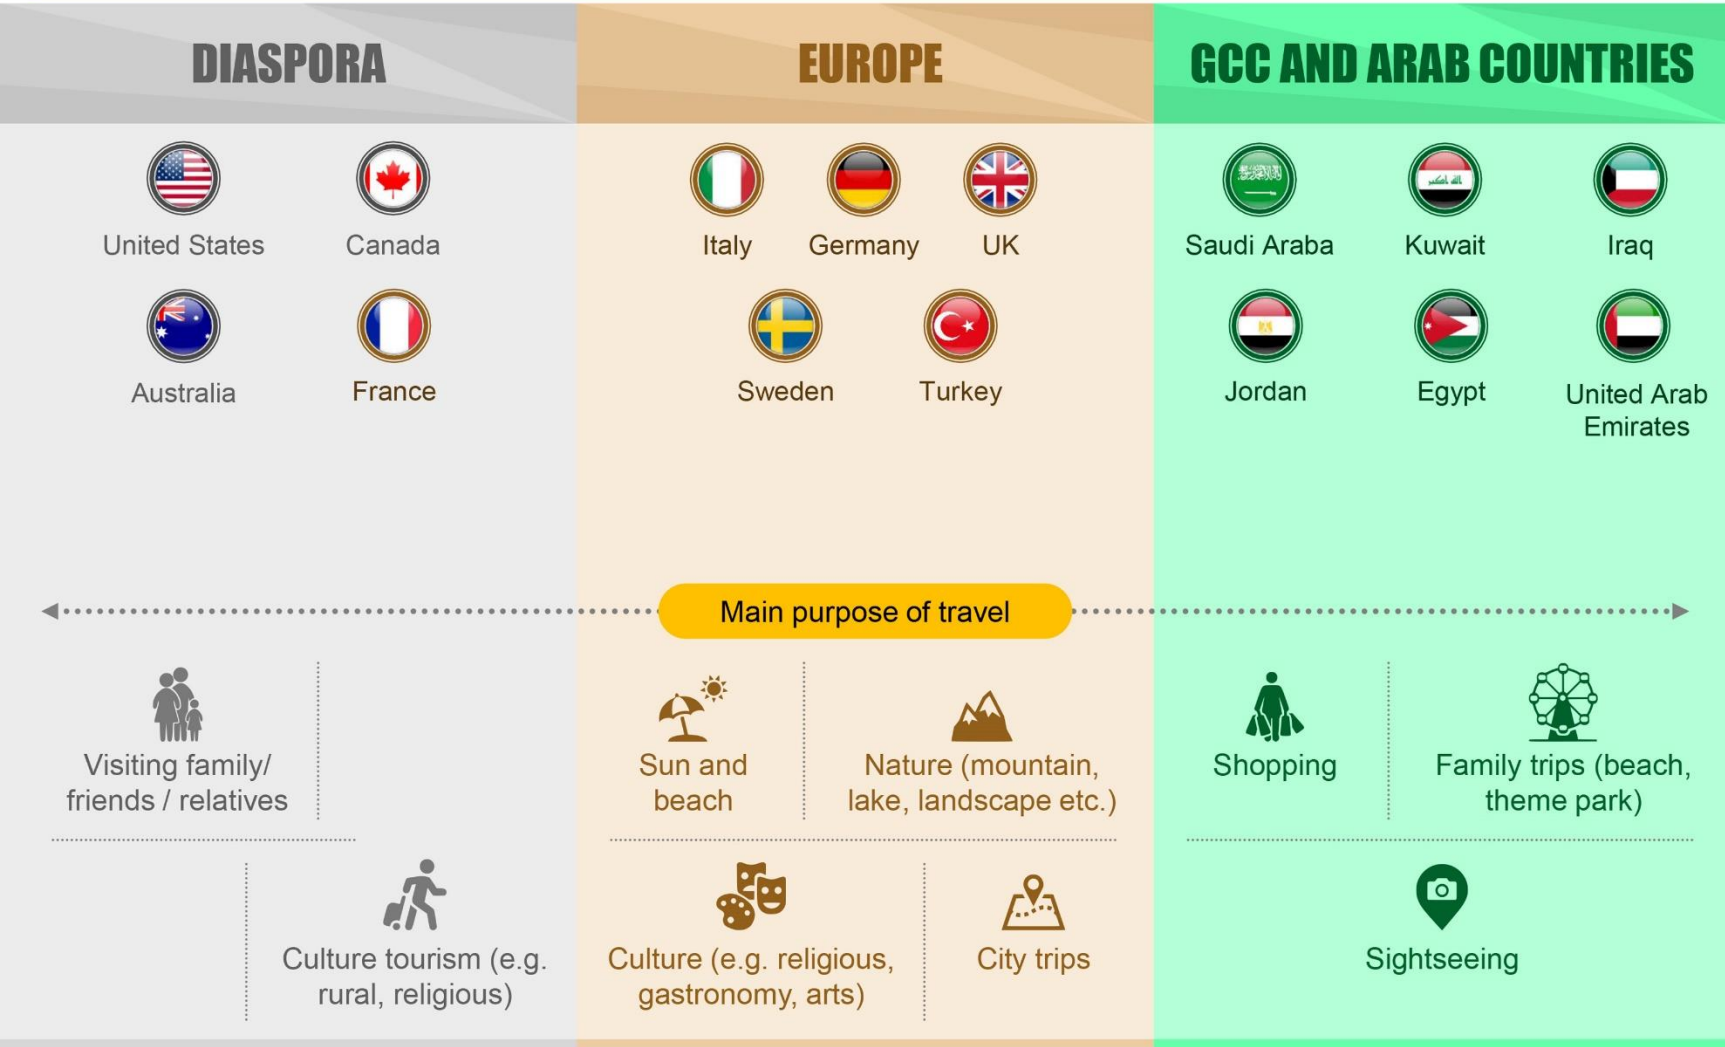 DIASPORA
United States
Canada
Australia
France
EUROPE
Italy
Germany
UK
Sweden
Turkey
GCC AND ARAB COUNTRIES
Saudi Araba
Kuwait
Iraq
Jordan
Egypt
United Arab
Emirates
Main purpose of travel
Visiting family/
friends / relatives
Culture tourism (e.g.
rural, religious)
Sun and
beach
Nature (mountain,
lake, landscape etc.)
Culture (e.g. religious,
gastronomy, arts)
City trips
Shopping
Family trips (beach,
theme park)
Sightseeing